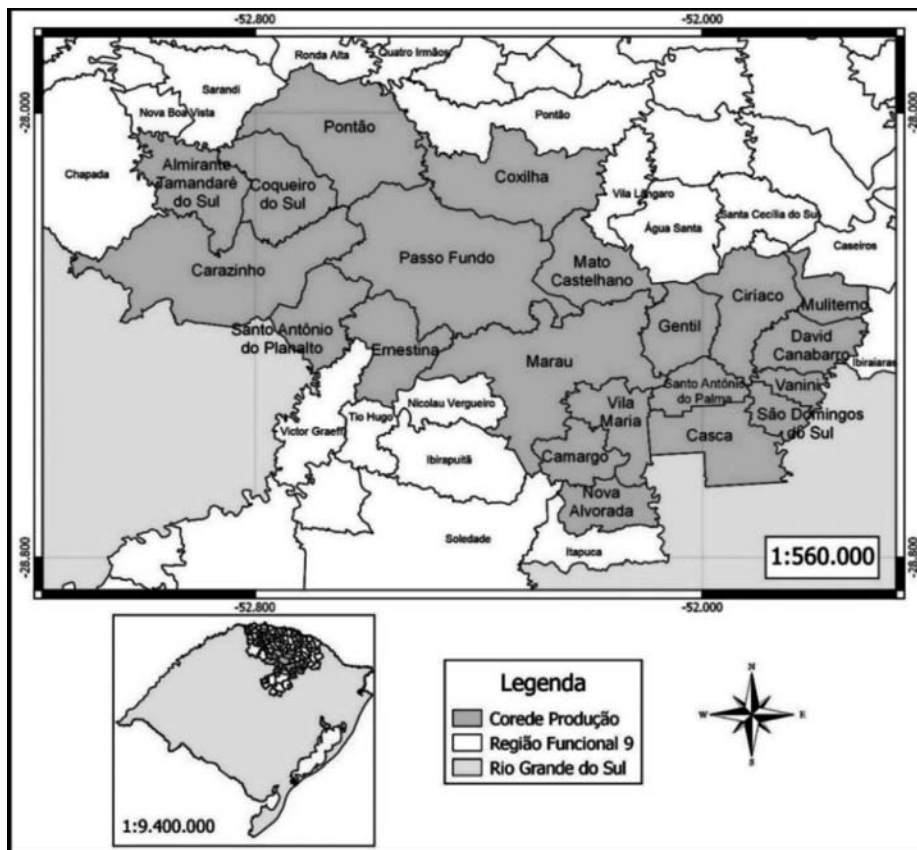 -52.800
-52.000
-28.000
-28.000
Ronda Alta
Quatro Irmãos
Sarandi
Nova Boa Vista
Pontão
Pontão
Chapada
Almirante
Tamandaré
do Sul
Coqueiro
do Sul
Coxilha
Vila Lângaro
Água Santa
Santa Cecília do Sul
Caseiros
Carazinho
Passo Fundo
Mato
Castelhano
Ciríaco
Muliterno
Santo Antônio
do Planalto
Ernestina
Marau
Gentil
David
Canabarro
Ibiraiaras
Nicolau Vergueiro
Vila
Maria
Santo Antônio
do Palma
Vanini
São Domingos
do Sul
Victor Graeff
Tio Hugo
Ibirapuitã
Camargo
Casca
Nova
Alvorada
Soledade
Itapuca
-28.800
-28.800
1:560.000
-52.800
-52.000
1:9.400.000
Legenda
Corede Produção
Região Funcional 9
Rio Grande do Sul
N
W
E
S